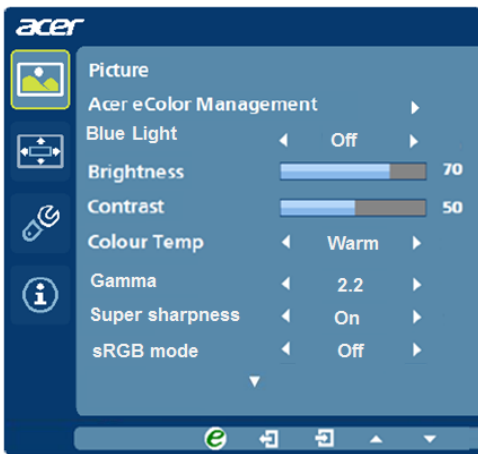 acer
Picture
Acer eColor Management
Blue Light Off
Brightness 70
Contrast 50
Colour Temp Warm
Gamma 2.2
Super sharpness On
sRGB mode Off
e